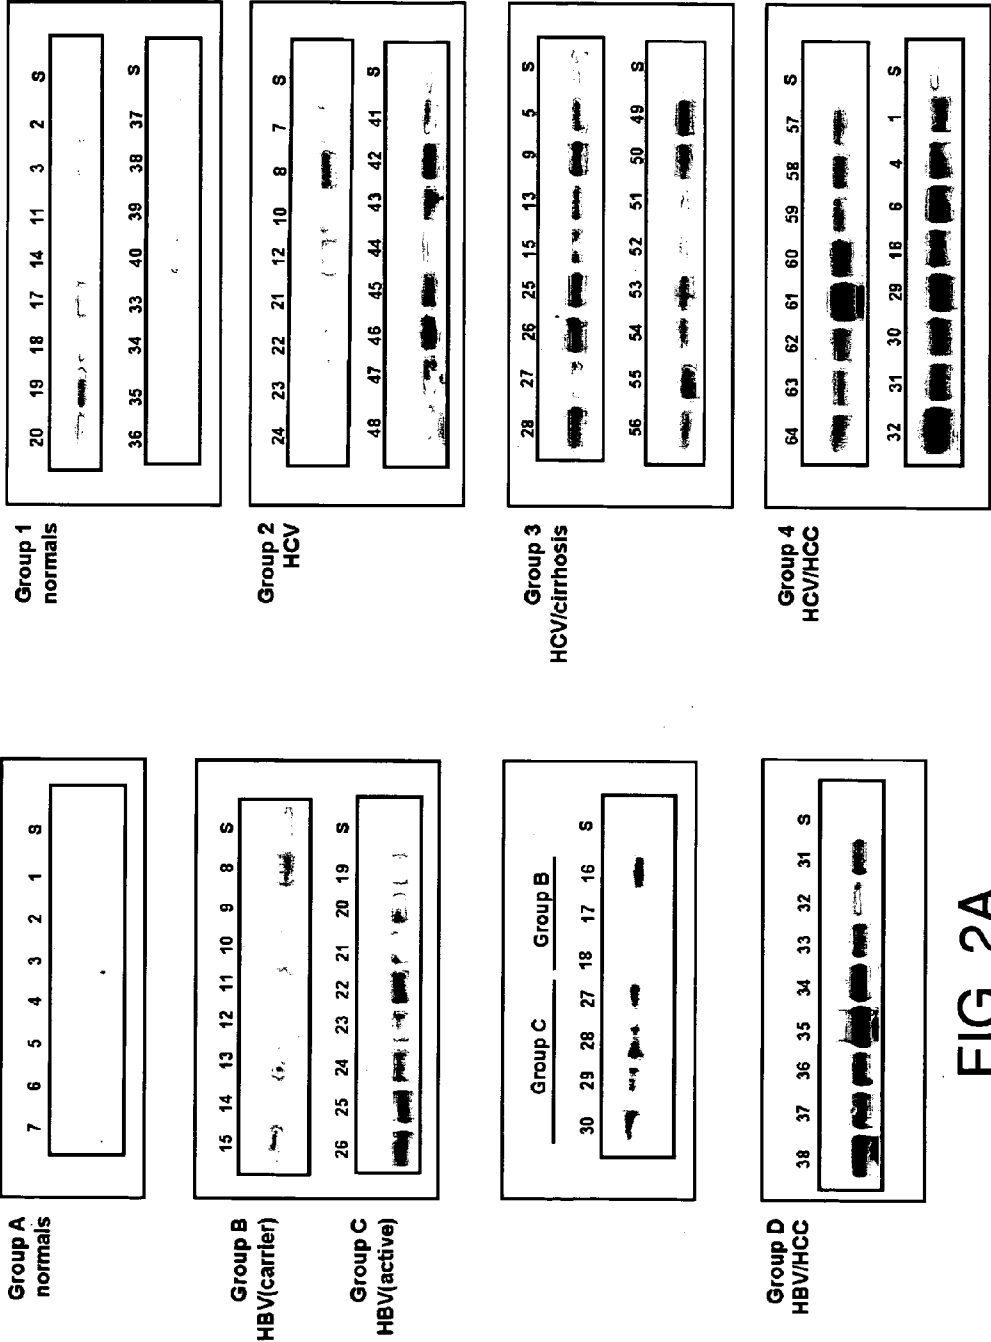 Group A
normals
7 6 5 4 3 2 1 S
Group B
HBV(carrier)
15 14 13 12 11 10 9 8 S
Group C
HBV(active)
26 25 24 23 22 21 20 19 S
Group C Group B
30 29 28 27 18 17 16 S
Group D
HBV/HCC
38 37 36 35 34 33 32 31 S
Group 1
normals
20 19 18 17 14 11 3 2 S
36 35 34 33 40 39 38 37 S
Group 2
HCV
24 23 22 21 12 10 8 7 S
48 47 46 45 44 43 42 41 S
Group 3
HCV/cirrhosis
28 27 26 25 15 13 9 5 S
56 55 54 53 52 51 50 49 S
Group 4
HCV/HCC
64 63 62 61 60 59 58 57 S
32 31 30 29 16 6 4 1 S
FIG. 2A